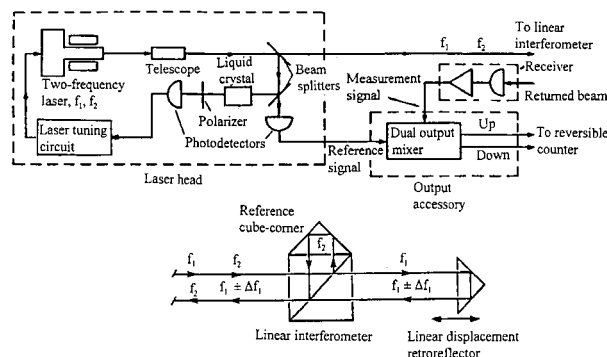 f₁ f₂
To linear
interferometer
Two-frequency
laser, f₁, f₂
Telescope
Liquid
crystal
Beam
splitters
Measurement
signal
Receiver
Returned beam
Polarizer
Photodetectors
Laser tuning
circuit
Laser head
Reference
signal
Dual output
mixer
Up
Down
To reversible
counter
Output
accessory
Reference
cube-corner
f₂
f₁ f₂ f₁
f₂ f₁ ± Δf₁ f₁ ± Δf₁
Linear interferometer
Linear displacement
retroreflector